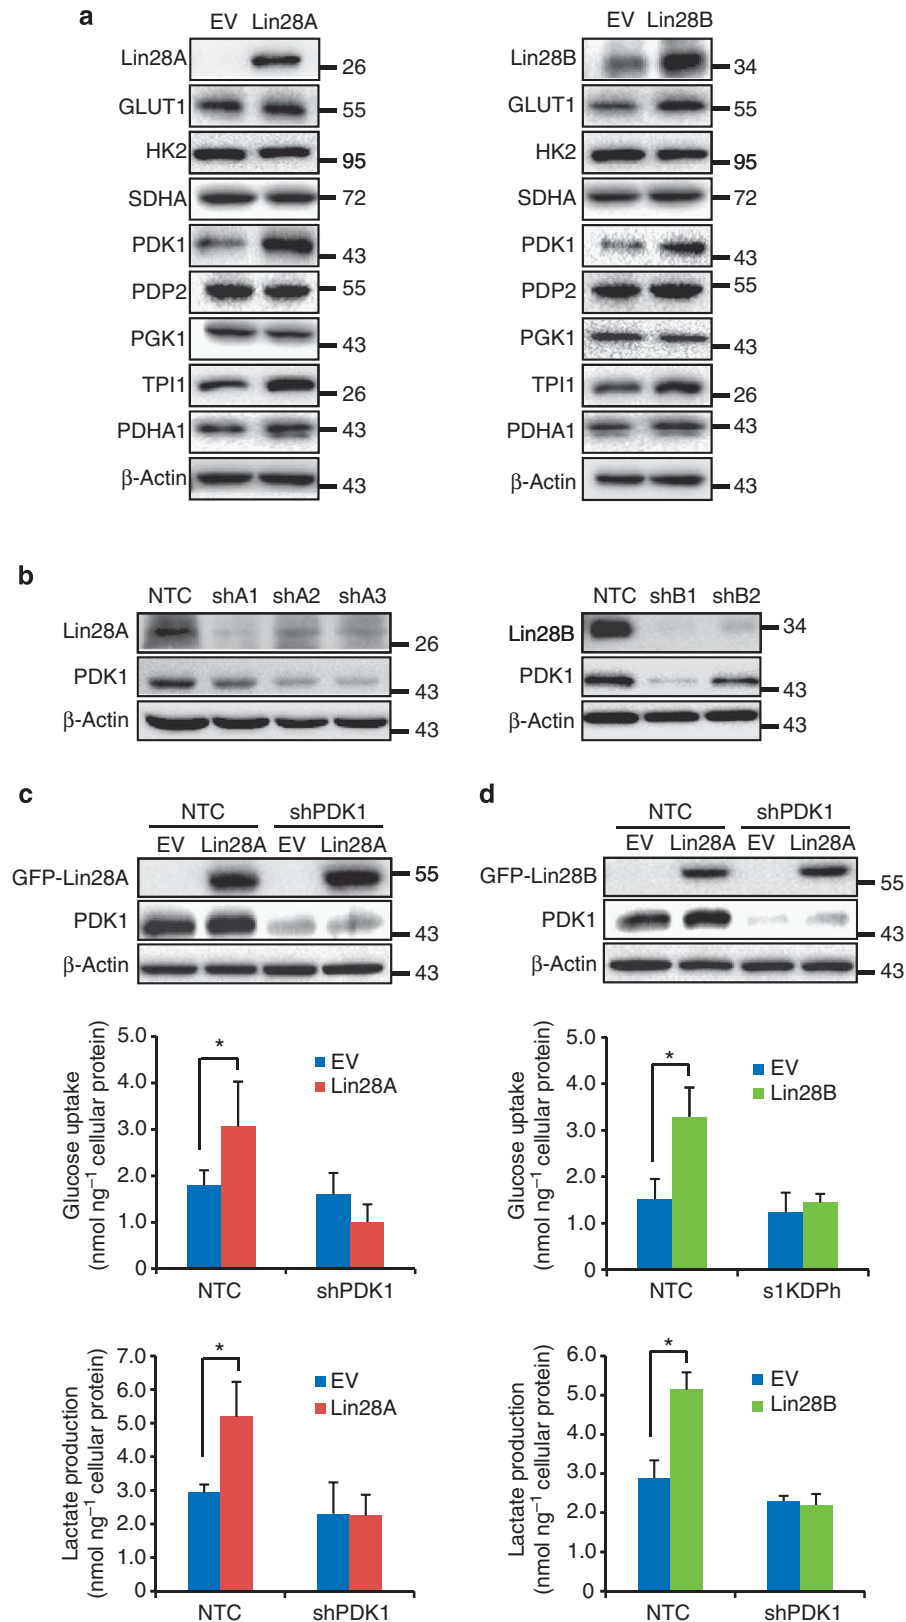 a
EV Lin28A
Lin28A
26
GLUT1
55
HK2
95
SDHA
72
PDK1
43
PDP2
55
PGK1
43
TPI1
26
PDHA1
43
β-Actin
43
EV Lin28B
Lin28B
34
GLUT1
55
HK2
95
SDHA
72
PDK1
43
PDP2
55
PGK1
43
TPI1
26
PDHA1
43
β-Actin
43
b
NTC shA1 shA2 shA3
Lin28A
26
PDK1
43
β-Actin
43
NTC shB1 shB2
Lin28B
34
PDK1
43
β-Actin
43
c
NTC shPDK1
EV Lin28A EV Lin28A
GFP-Lin28A
55
PDK1
43
β-Actin
43
Glucose uptake
(nmol ng⁻¹ cellular protein)
5.0
4.0
3.0
2.0
1.0
0
*
EV
Lin28A
NTC shPDK1
Lactate production
(nmol ng⁻¹ cellular protein)
7.0
6.0
5.0
4.0
3.0
2.0
1.0
0
*
EV
Lin28A
NTC shPDK1
d
NTC shPDK1
EV Lin28A EV Lin28A
GFP-Lin28B
55
PDK1
43
β-Actin
43
Glucose uptake
(nmol ng⁻¹ cellular protein)
5.0
4.0
3.0
2.0
1.0
0
*
EV
Lin28B
NTC s1KDPh
Lactate production
(nmol ng⁻¹ cellular protein)
6.0
5.0
4.0
3.0
2.0
1.0
0
*
EV
Lin28B
NTC shPDK1